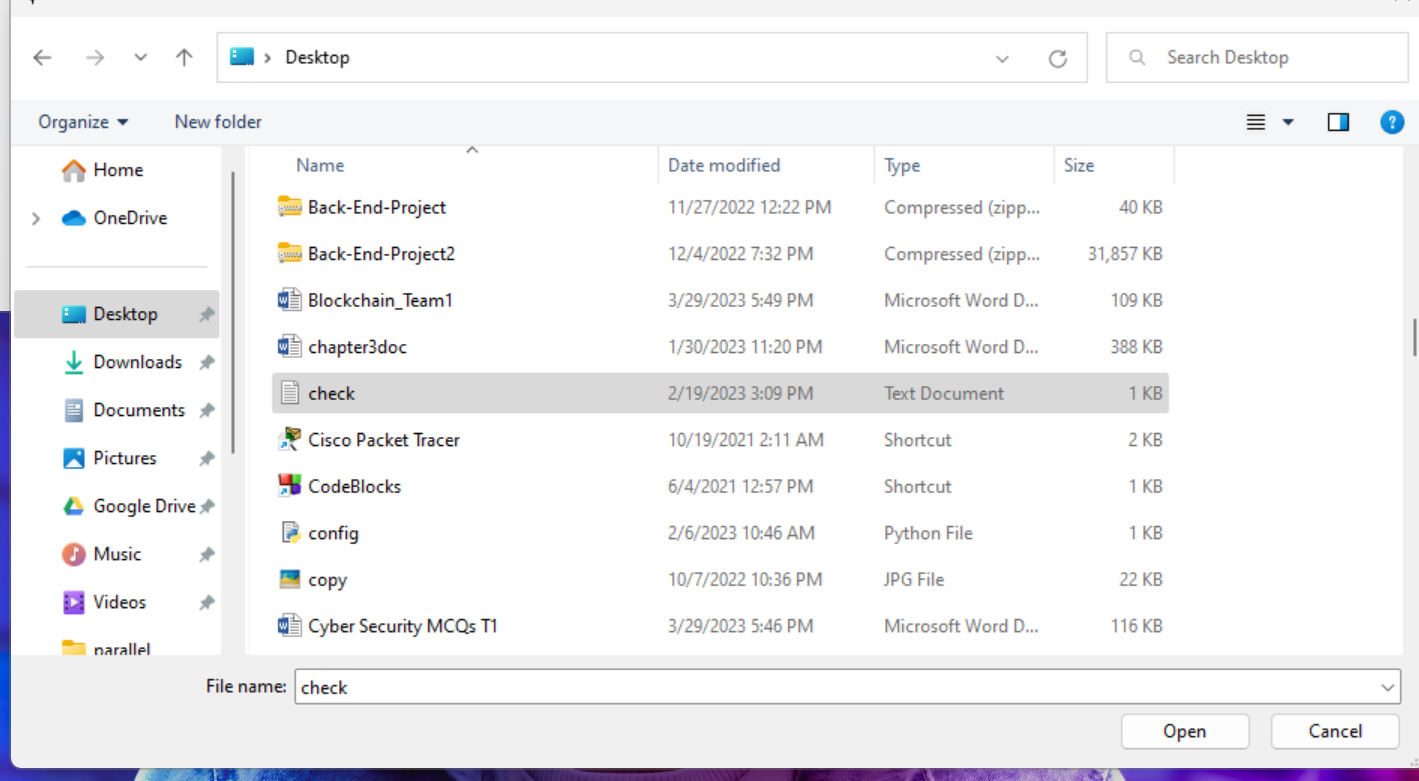 Desktop
Search Desktop
Organize New folder
Name Date modified Type Size
Home
OneDrive
Desktop
Downloads
Documents
Pictures
Google Drive
Music
Videos
parallel
Back-End-Project 11/27/2022 12:22 PM Compressed (zipp... 40 KB
Back-End-Project2 12/4/2022 7:32 PM Compressed (zipp... 31,857 KB
Blockchain_Team1 3/29/2023 5:49 PM Microsoft Word D... 109 KB
chapter3doc 1/30/2023 11:20 PM Microsoft Word D... 388 KB
check 2/19/2023 3:09 PM Text Document 1 KB
Cisco Packet Tracer 10/19/2021 2:11 AM Shortcut 2 KB
CodeBlocks 6/4/2021 12:57 PM Shortcut 1 KB
config 2/6/2023 10:46 AM Python File 1 KB
copy 10/7/2022 10:36 PM JPG File 22 KB
Cyber Security MCQs T1 3/29/2023 5:46 PM Microsoft Word D... 116 KB
File name: check
Open Cancel